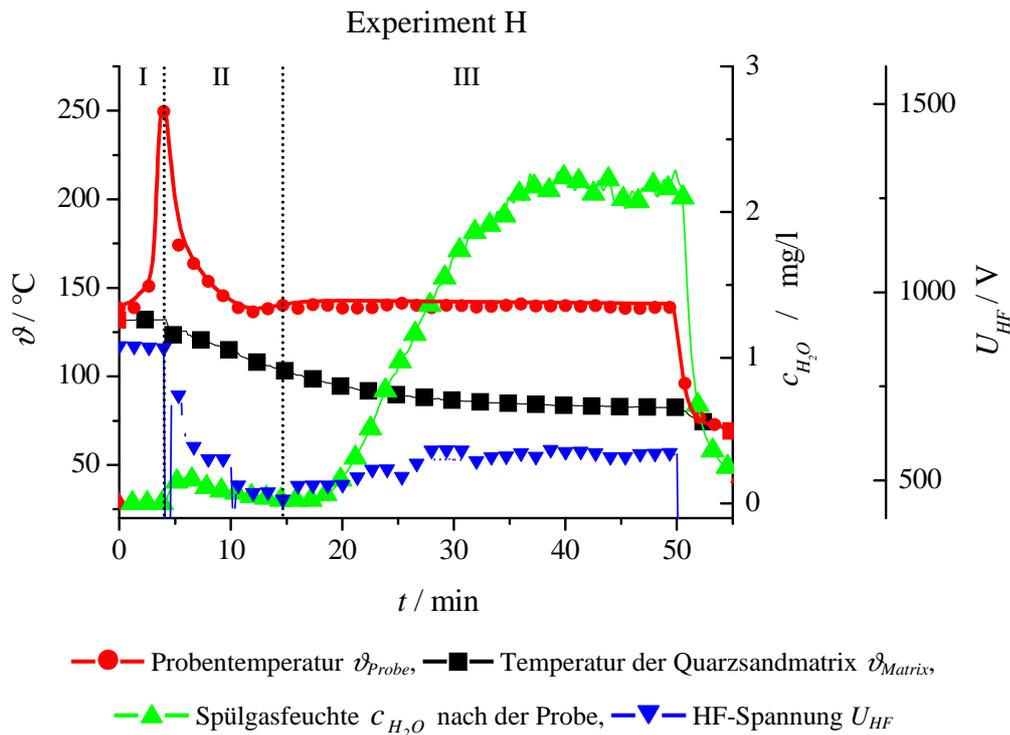 Experiment H
I II III
250
200
150
100
50
ϑ / °C
0 10 20 30 40 50
t / min
3
2
1
0
c_{H_2O} / mg/l
1500
1000
500
U_{HF} / V
Probentemperatur ϑ_{Probe}, Temperatur der Quarzsandmatrix ϑ_{Matrix},
Spülgasfeuchte c_{H_2O} nach der Probe, HF-Spannung U_{HF}